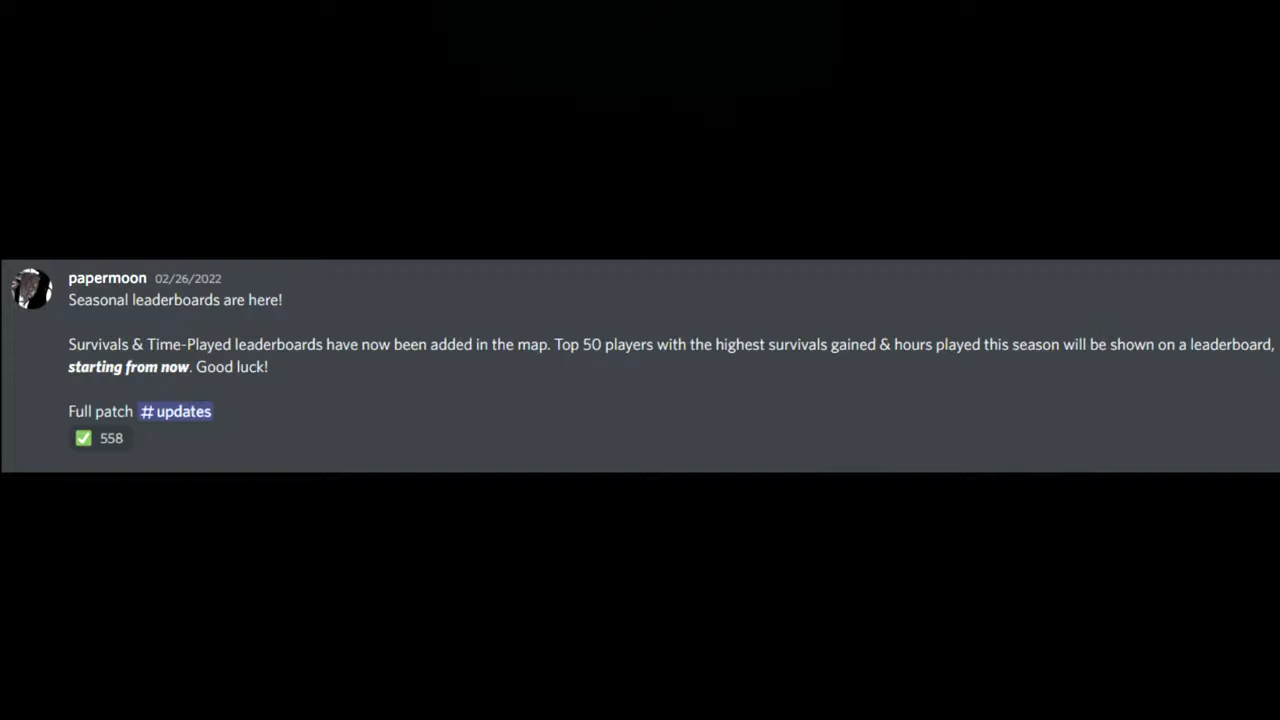 papermoon 02/26/2022
Seasonal leaderboards are here!
Survivals & Time-Played leaderboards have now been added in the map. Top 50 players with the highest survivals gained & hours played this season will be shown on a leaderboard,
starting from now. Good luck!
Full patch #updates
✅ 558